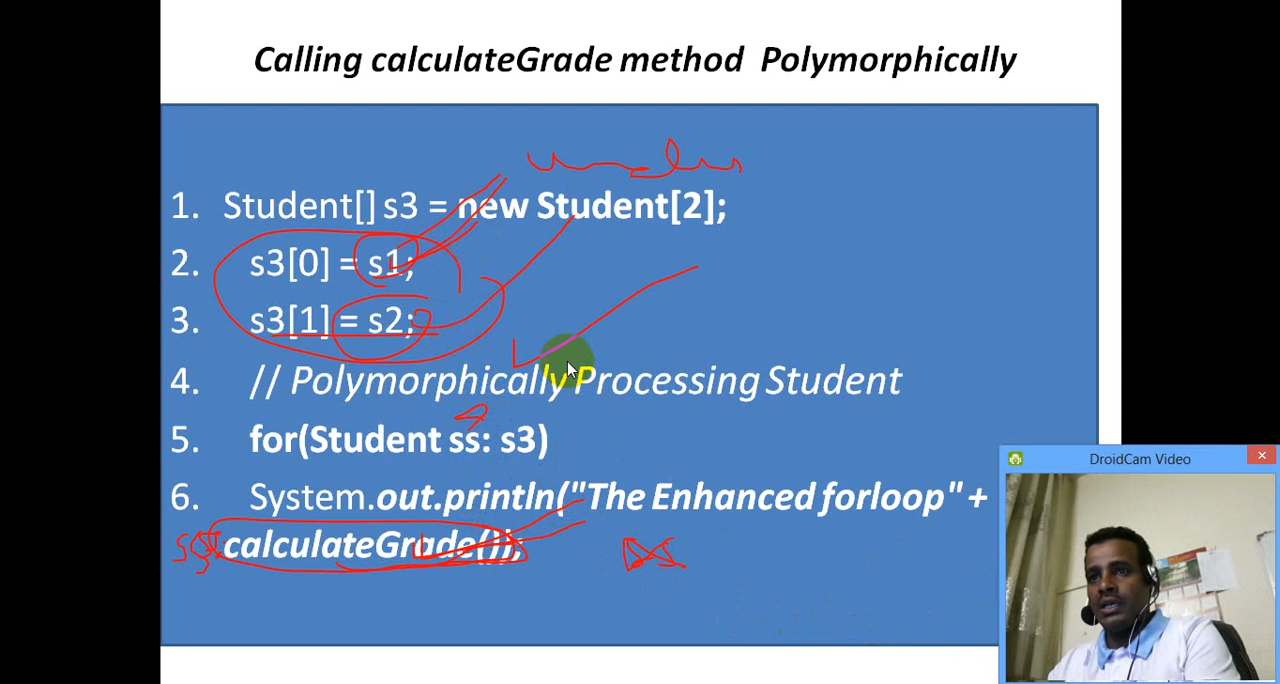 Calling calculateGrade method Polymorphically
1. Student[] s3 = new Student[2];
2. s3[0] = s1;
3. s3[1] = s2;
4. // Polymorphically Processing Student
5. for(Student ss: s3)
6. System.out.println("The Enhanced forloop" +
calculateGrade());
DroidCam Video